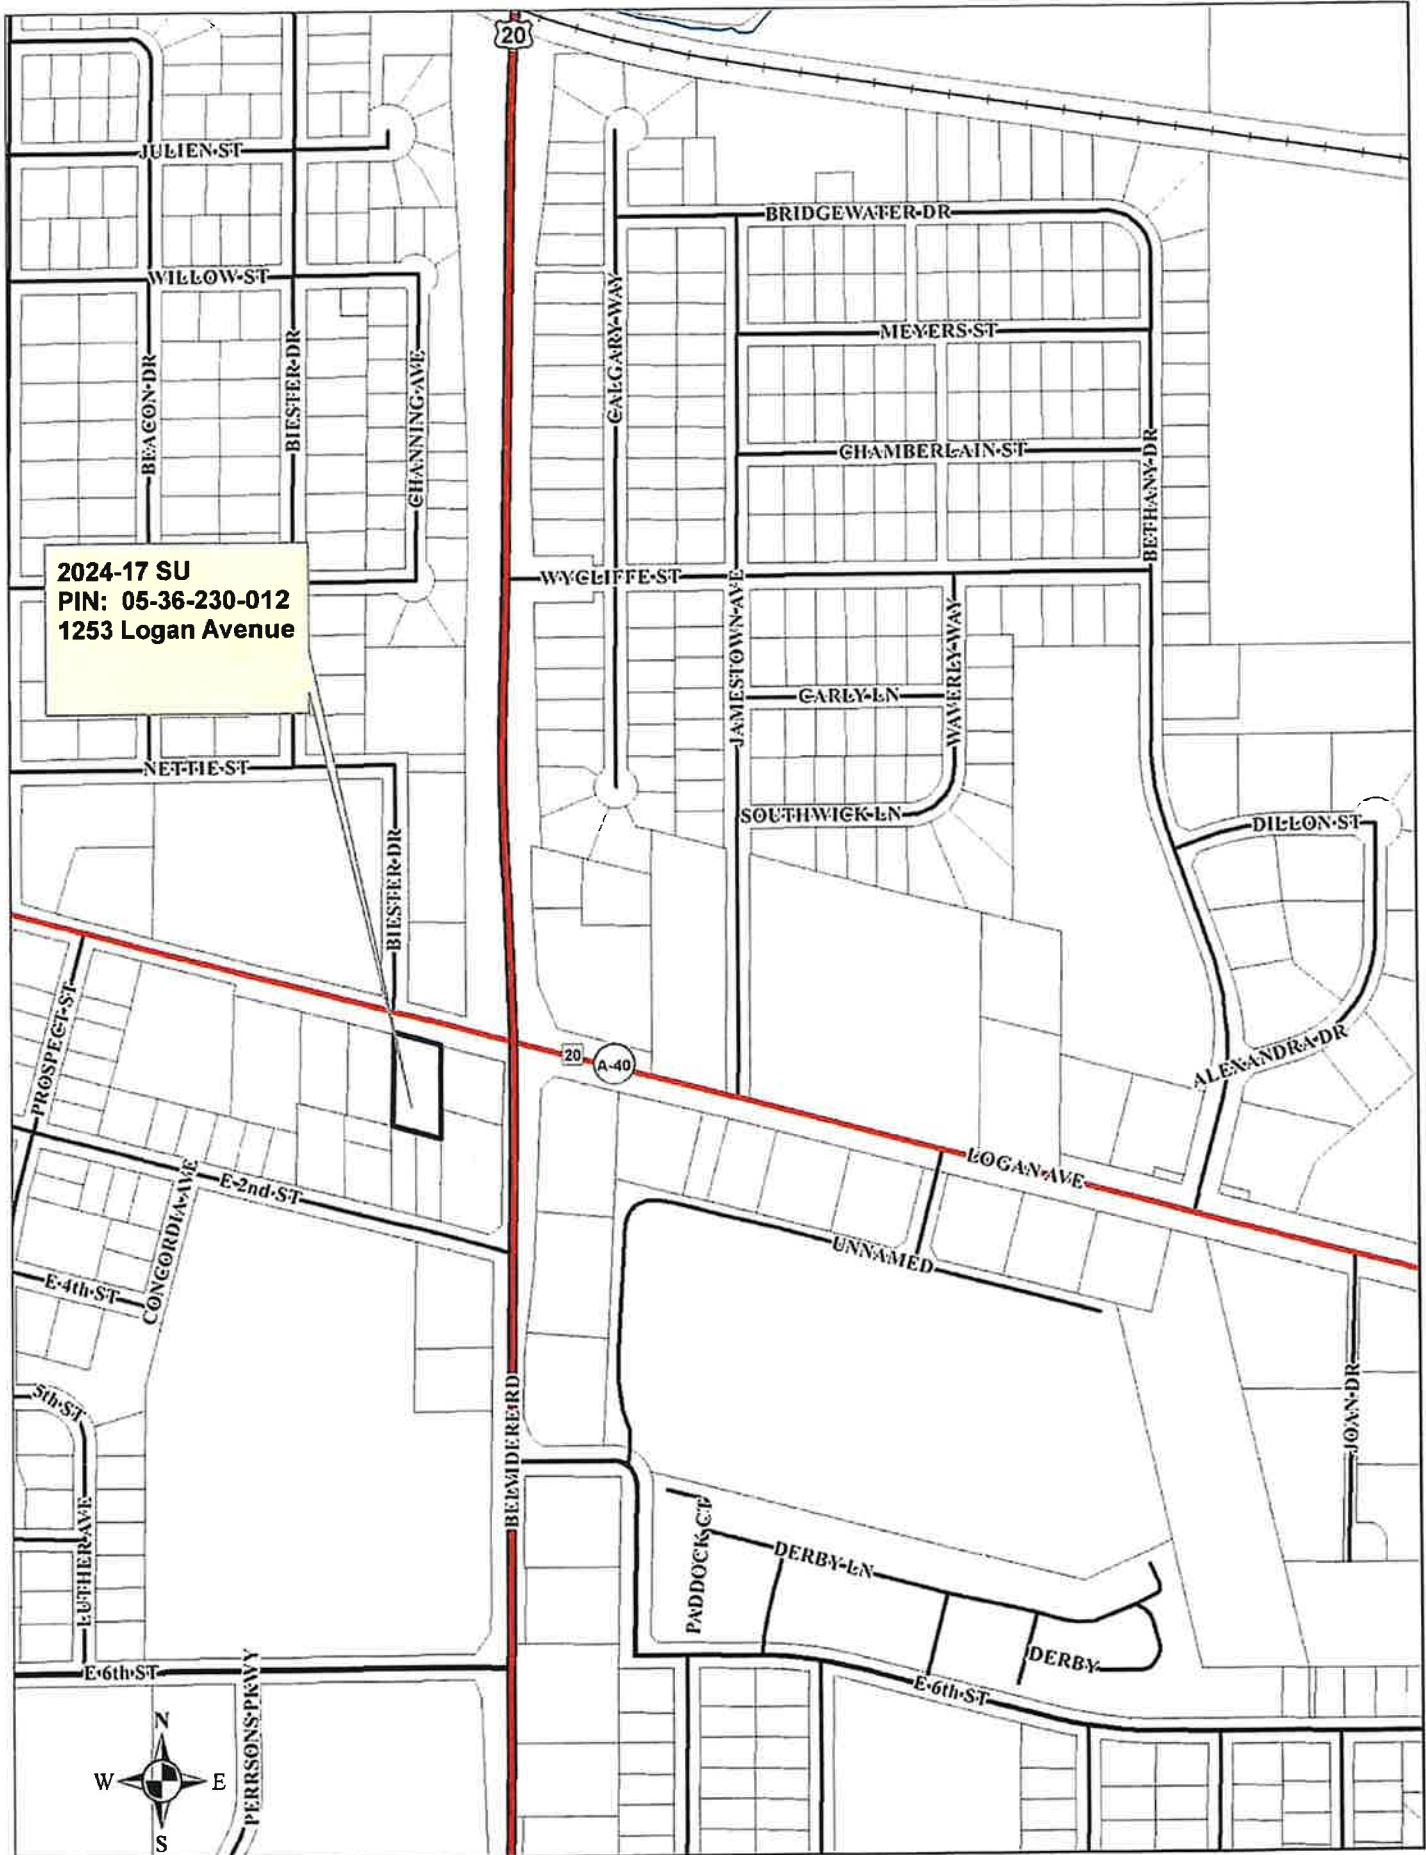 20
JULIEN ST
BRIDGEWATER DR
WILLOW ST
CALGARY WAY
MEYERS ST
BEACON DR
BIESTER DR
CHANNING AVE
CHAMBERLAIN ST
BETHANY DR
2024-17 SU
PIN: 05-36-230-012
1253 Logan Avenue
WYCLIFFE ST
JAMESTOWN AVE
WAVERLY WAY
CARLY LN
NETTIE ST
SOUTHWICK LN
DILLON ST
BIESTER DR
PROSPECT ST
20
A-40
ALEXANDRA DR
LOGAN AVE
E 2nd ST
CONCORDIA AVE
UNNAMED
E 4th ST
5th ST
BELVIDERE RD
JOAN DR
LUTHER AVE
PADDOCK CT
DERBY LN
DERBY
E 6th ST
E 6th ST
PERRSONS PKWY
N
W
E
S